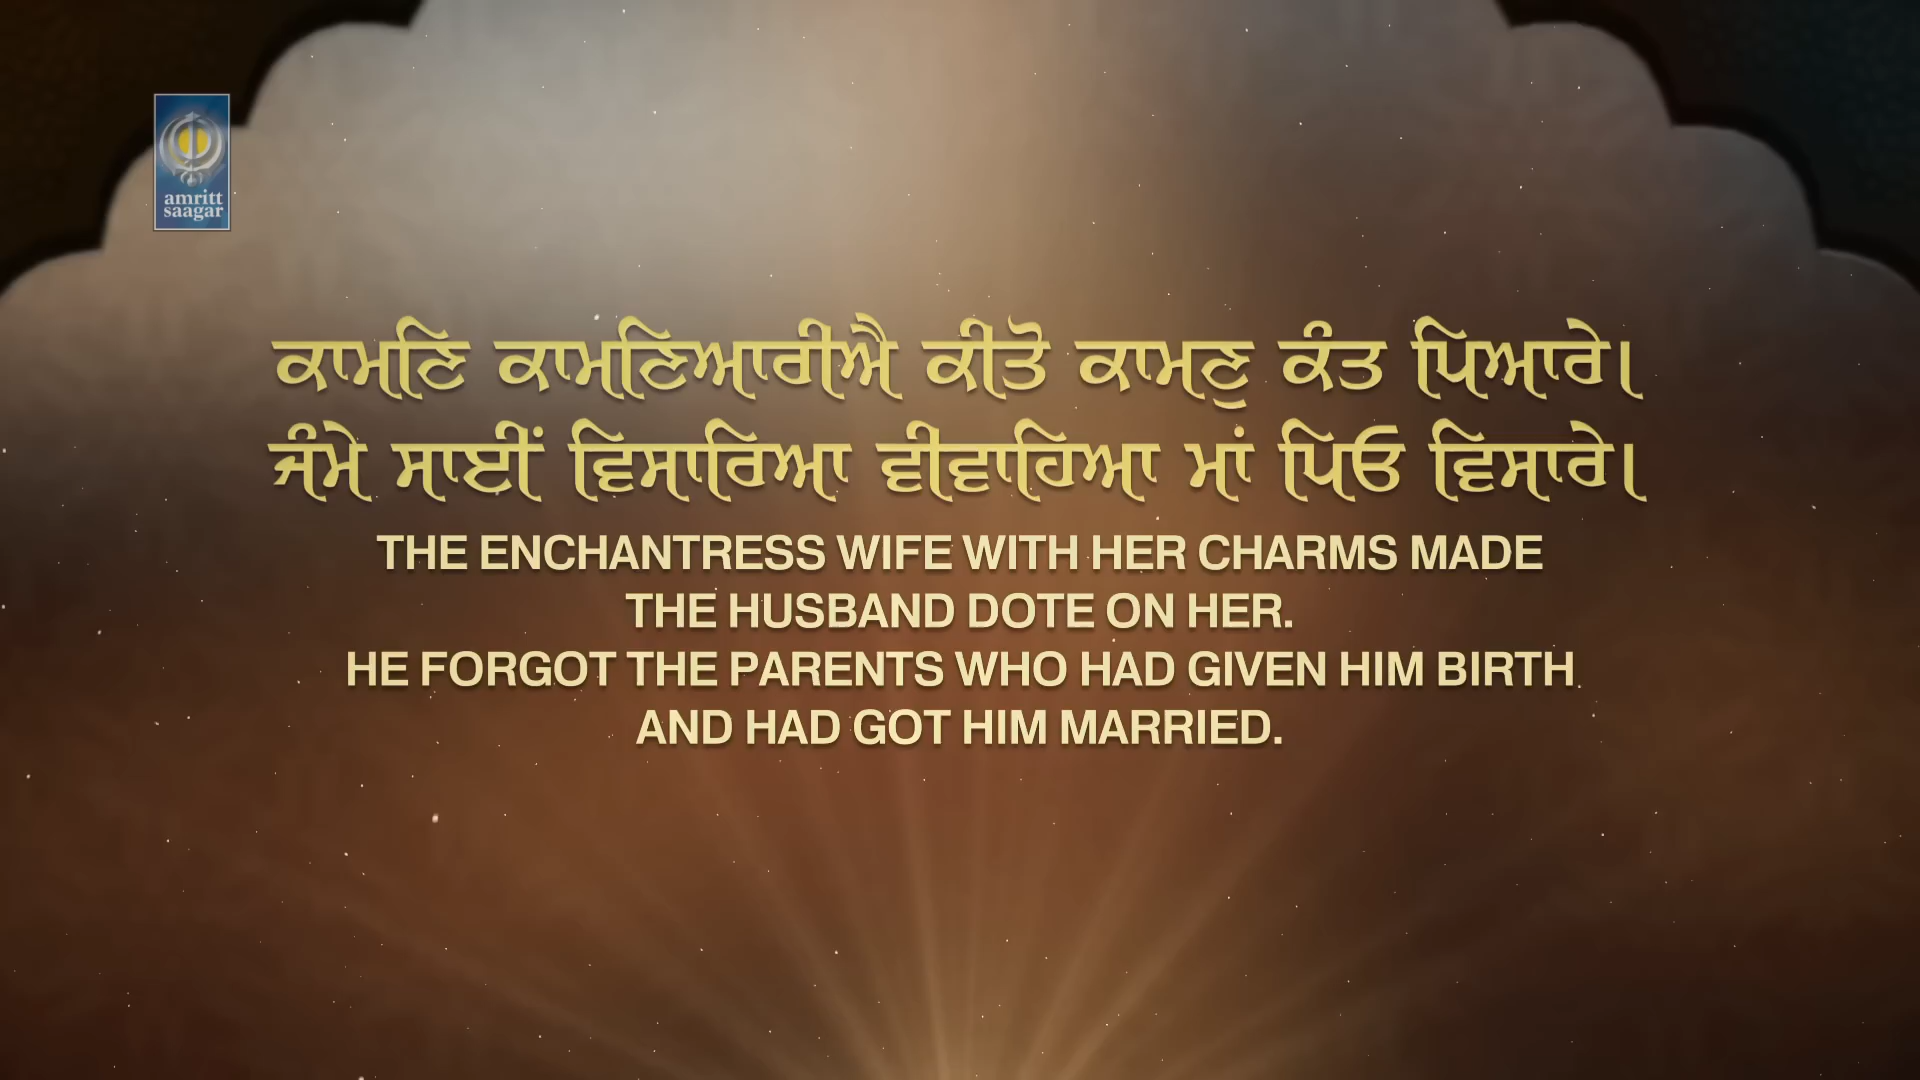 amritt
saagar
ਕਾਮਣਿ ਕਾਮਣਿਆਰੀਐ ਕੀਤੋ ਕਾਮਣੁ ਕੰਤ ਪਿਆਰੇ।
ਜੰਮੇ ਸਾਈਂ ਵਿਸਾਰਿਆ ਵੀਵਾਹਿਆ ਮਾਂ ਪਿਓ ਵਿਸਾਰੇ।
THE ENCHANTRESS WIFE WITH HER CHARMS MADE
THE HUSBAND DOTE ON HER.
HE FORGOT THE PARENTS WHO HAD GIVEN HIM BIRTH
AND HAD GOT HIM MARRIED.